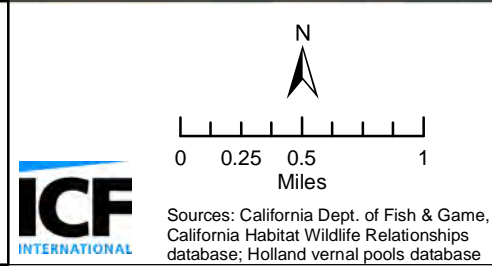 N
0 0.25 0.5 1
Miles
ICF
INTERNATIONAL
Sources: California Dept. of Fish & Game,
California Habitat Wildlife Relationships
database; Holland vernal pools database